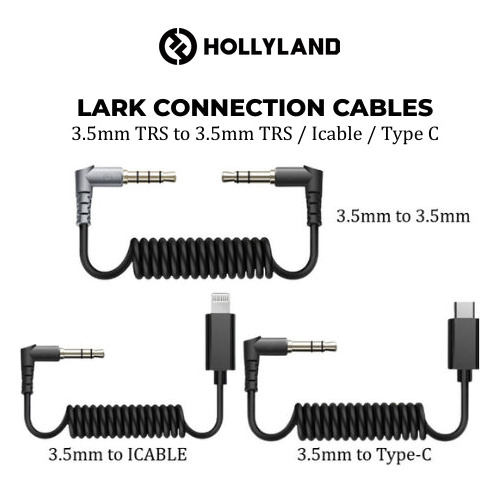 HOLLYLAND
LARK CONNECTION CABLES
3.5mm TRS to 3.5mm TRS / Icable / Type C
3.5mm to 3.5mm
3.5mm to ICABLE
3.5mm to Type-C